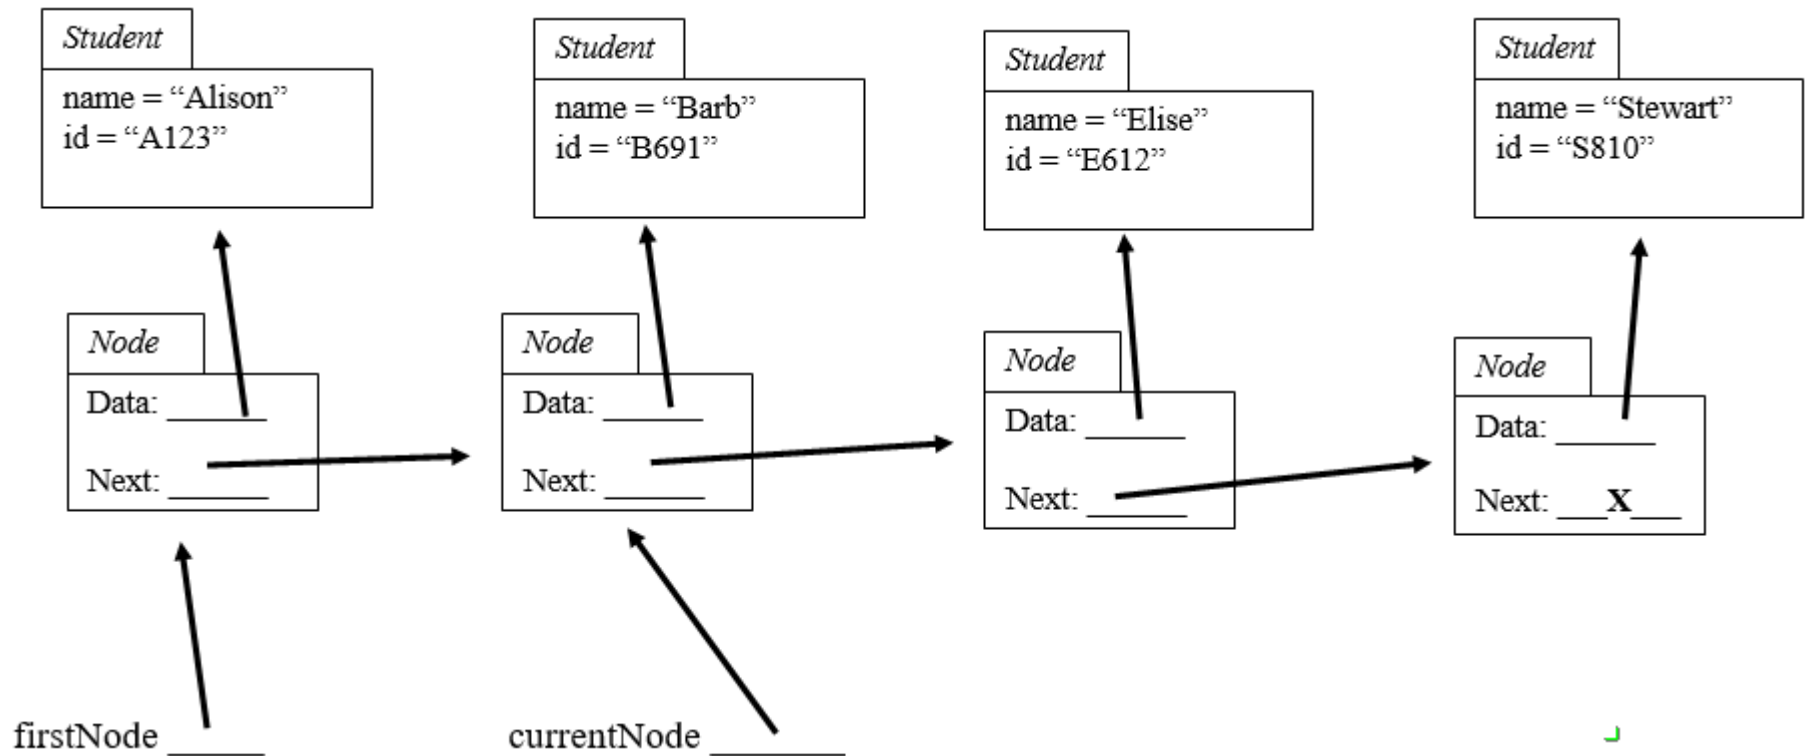 Student
name = “Alison”
id = “A123”
Student
name = “Barb”
id = “B691”
Student
name = “Elise”
id = “E612”
Student
name = “Stewart”
id = “S810”
Node
Data: ______
Next: ______
Node
Data: ______
Next: ______
Node
Data: ______
Next: ______
Node
Data: ______
Next: ___X___
firstNode ______
currentNode ________